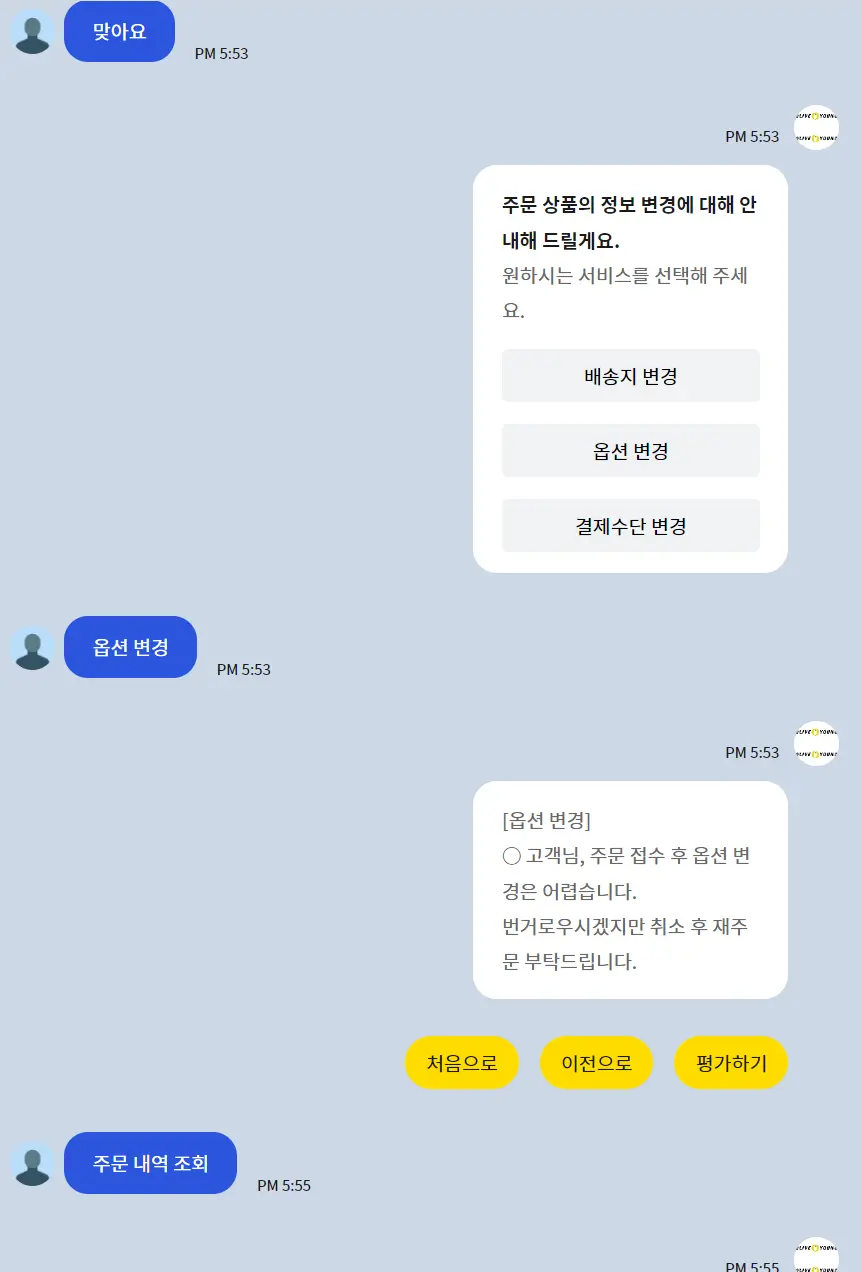 맞아요
PM 5:53
PM 5:53
주문 상품의 정보 변경에 대해 안
내해 드릴게요.
원하시는 서비스를 선택해 주세
요.
배송지 변경
옵션 변경
결제수단 변경
옵션 변경
PM 5:53
PM 5:53
[옵션 변경]
○ 고객님, 주문 접수 후 옵션 변
경은 어렵습니다.
번거로우시겠지만 취소 후 재주
문 부탁드립니다.
처음으로 이전으로 평가하기
주문 내역 조회
PM 5:55
PM 5:55